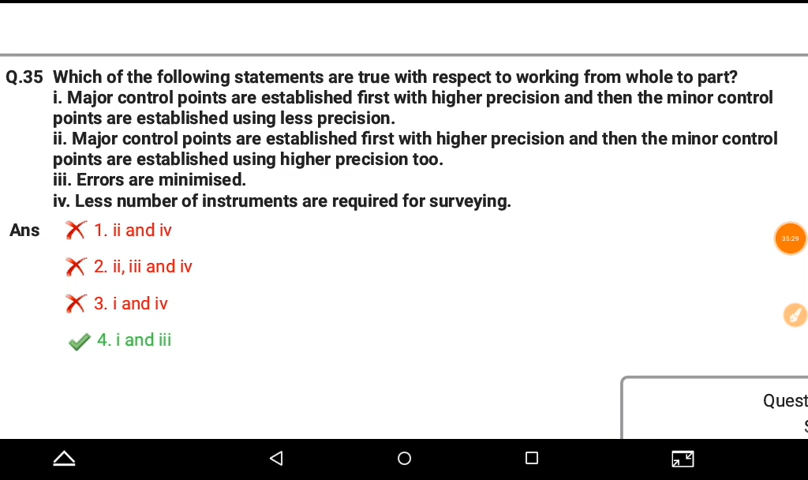 Q.35 Which of the following statements are true with respect to working from whole to part?
i. Major control points are established first with higher precision and then the minor control
points are established using less precision.
ii. Major control points are established first with higher precision and then the minor control
points are established using higher precision too.
iii. Errors are minimised.
iv. Less number of instruments are required for surveying.
Ans 1. ii and iv
2. ii, iii and iv
35:29
3. i and iv
4. i and iii
Quest